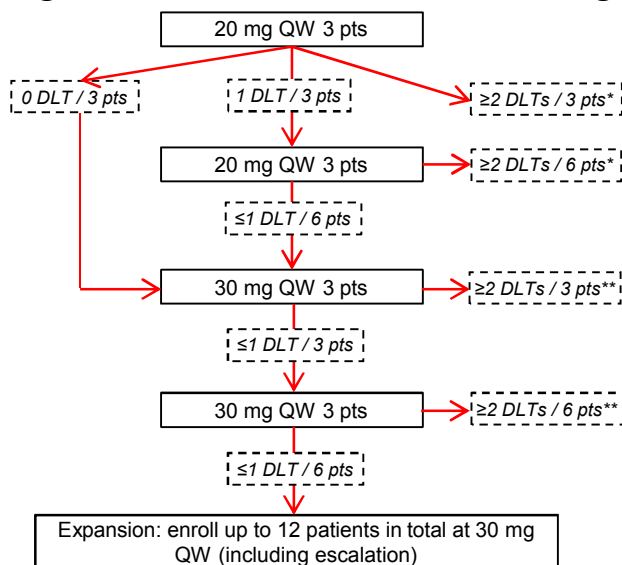 20 mg QW 3 pts
0 DLT / 3 pts
1 DLT / 3 pts
≥2 DLTs / 3 pts*
20 mg QW 3 pts
≥2 DLTs / 6 pts*
≤1 DLT / 6 pts
30 mg QW 3 pts
≥2 DLTs / 3 pts**
≤1 DLT / 3 pts
30 mg QW 3 pts
≥2 DLTs / 6 pts**
≤1 DLT / 6 pts
Expansion: enroll up to 12 patients in total at 30 mg
QW (including escalation)